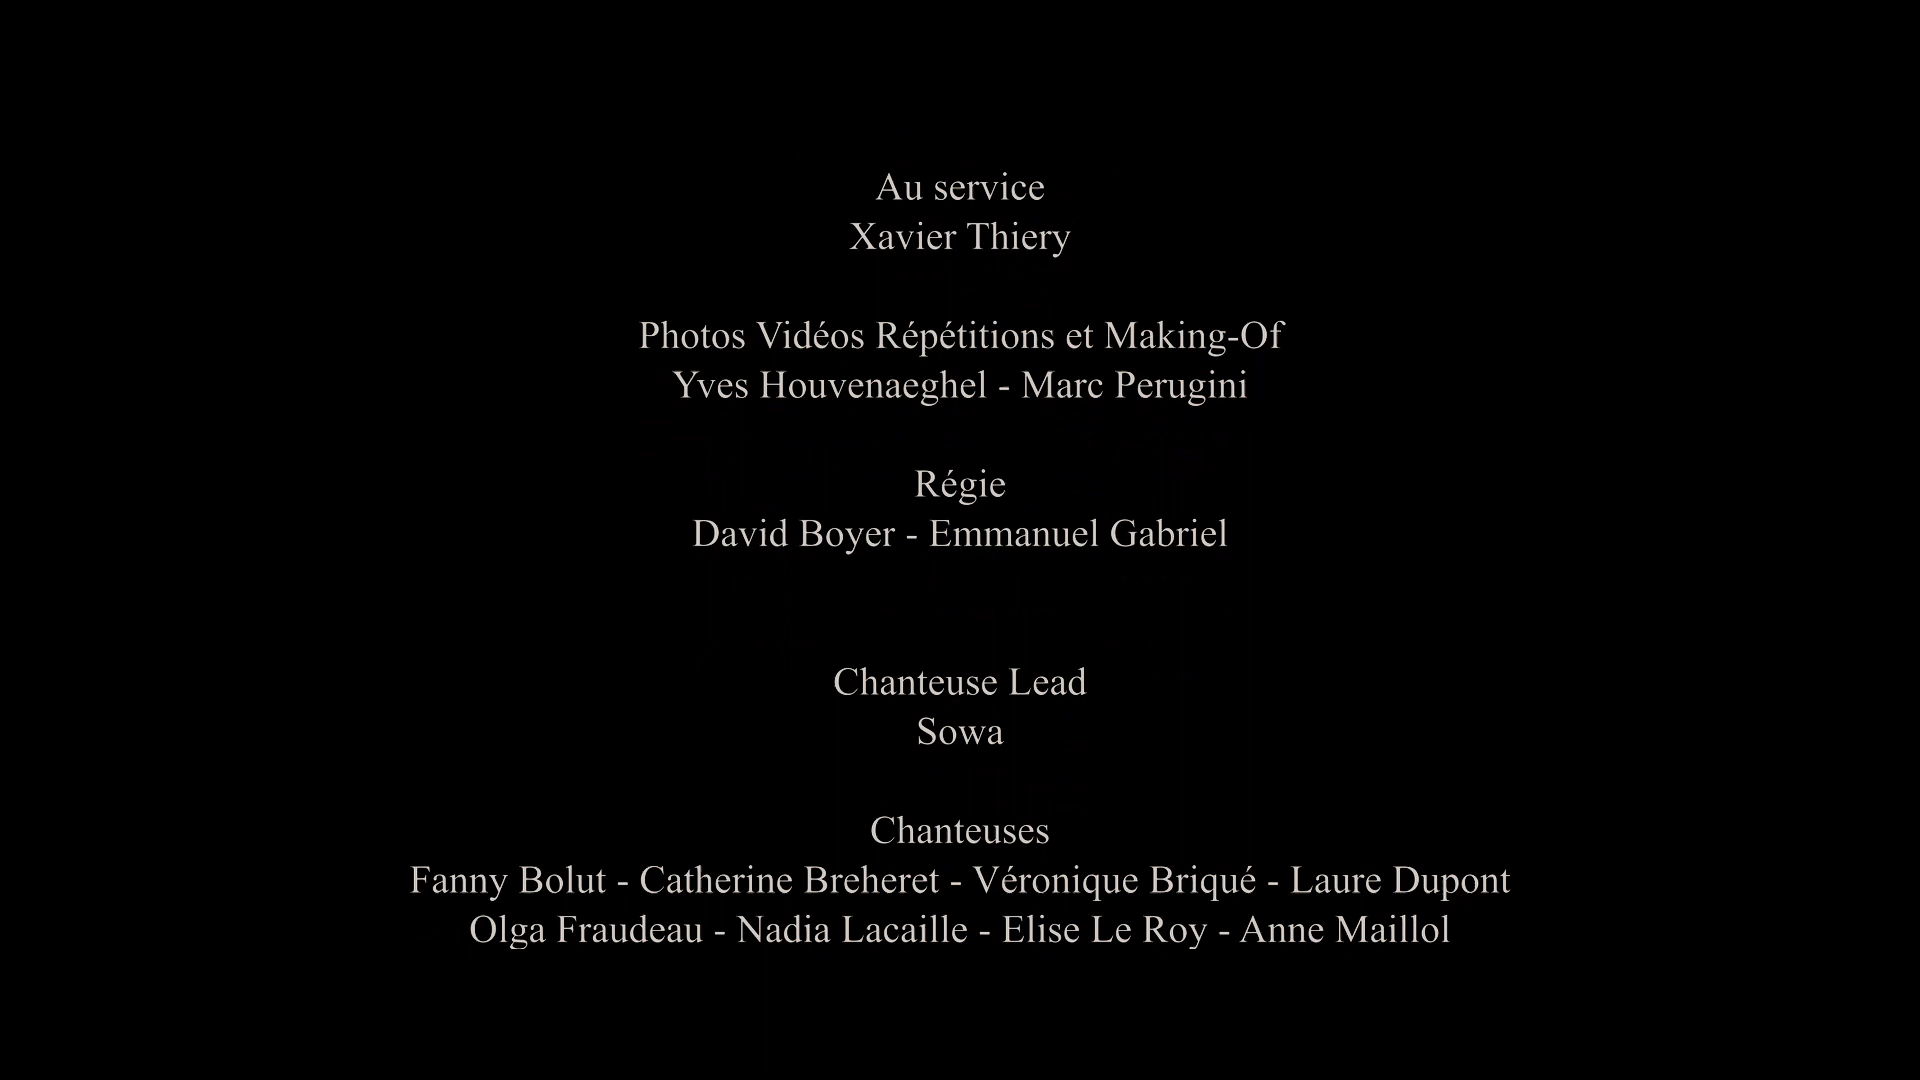 Au service
Xavier Thiery
Photos Vidéos Répétitions et Making-Of
Yves Houvenaeghel - Marc Perugini
Régie
David Boyer - Emmanuel Gabriel
Chanteuse Lead
Sowa
Chanteuses
Fanny Bolut - Catherine Breheret - Véronique Briqué - Laure Dupont
Olga Fraudeau - Nadia Lacaille - Elise Le Roy - Anne Maillol